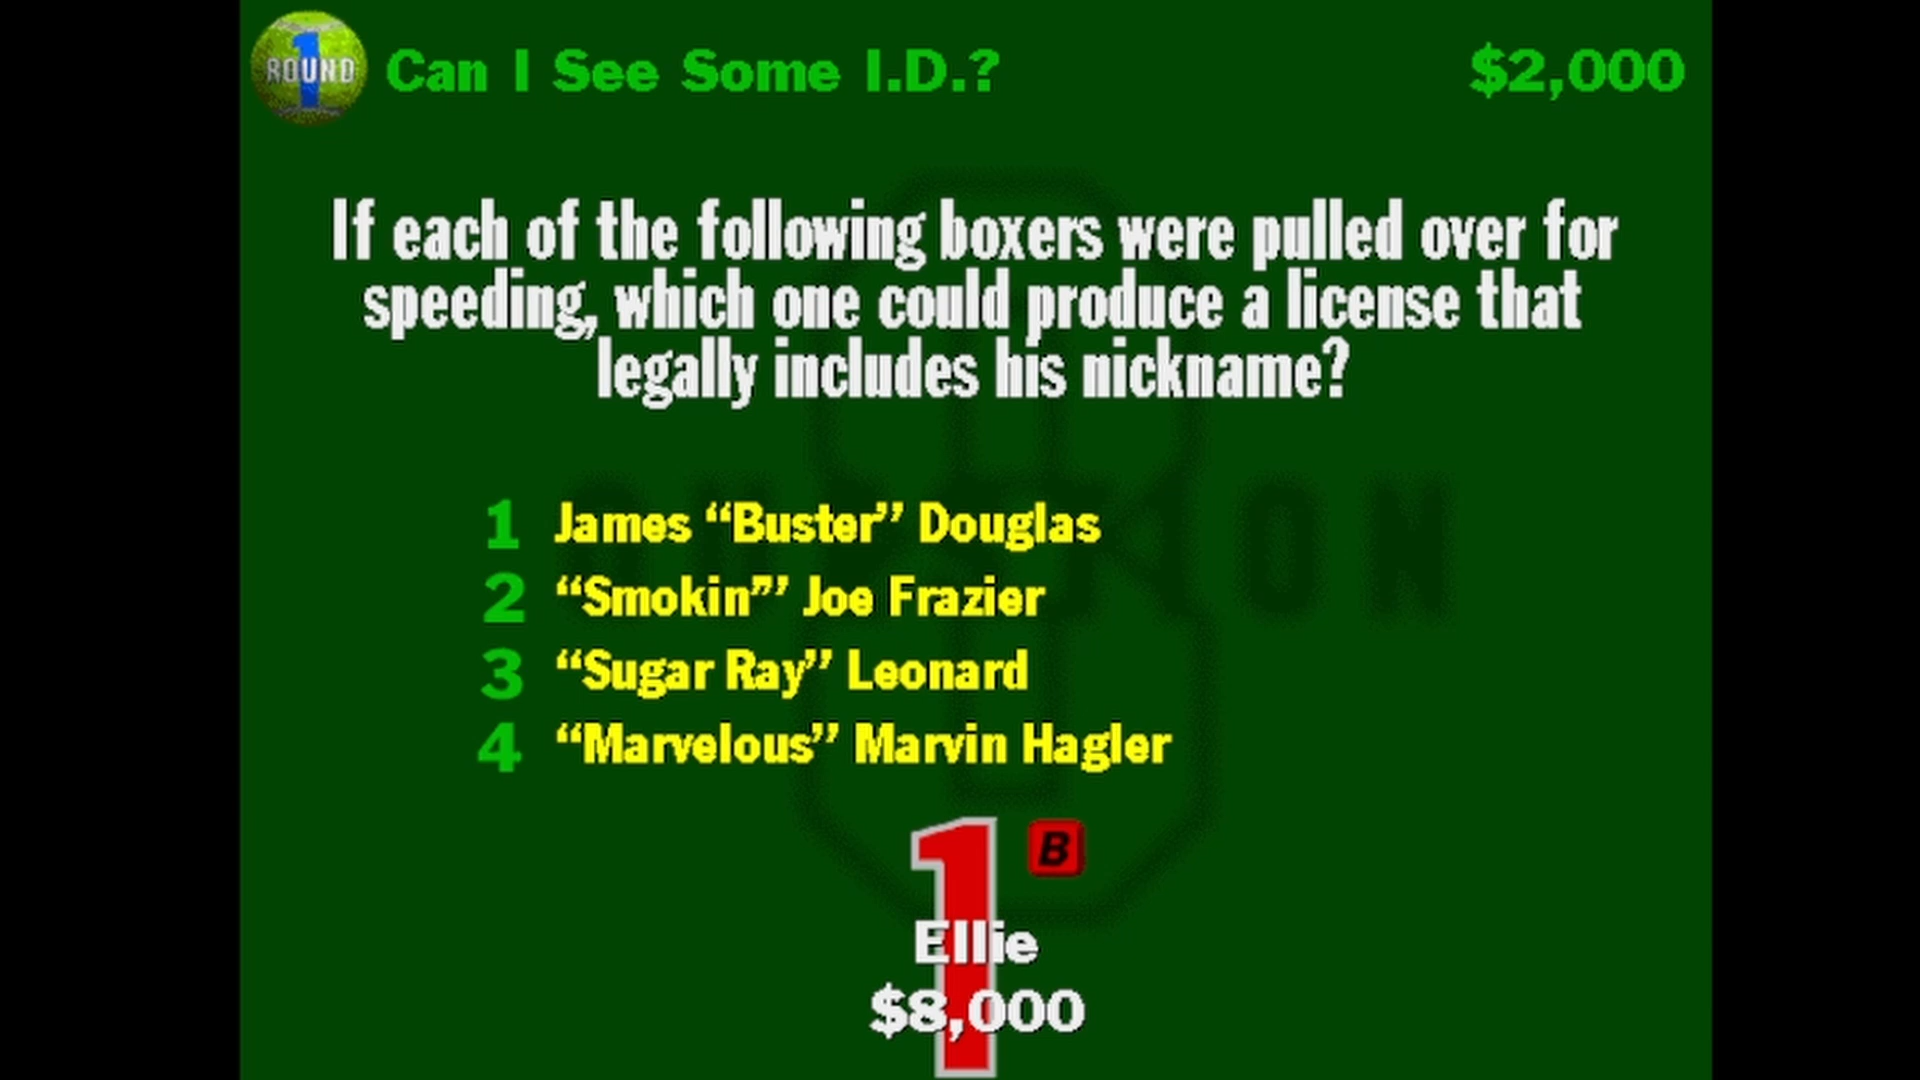 1
ROUND
Can I See Some I.D.?
$2,000
If each of the following boxers were pulled over for
speeding, which one could produce a license that
legally includes his nickname?
1 James “Buster” Douglas
2 “Smokin’” Joe Frazier
3 “Sugar Ray” Leonard
4 “Marvelous” Marvin Hagler
1
B
Ellie
$8,000